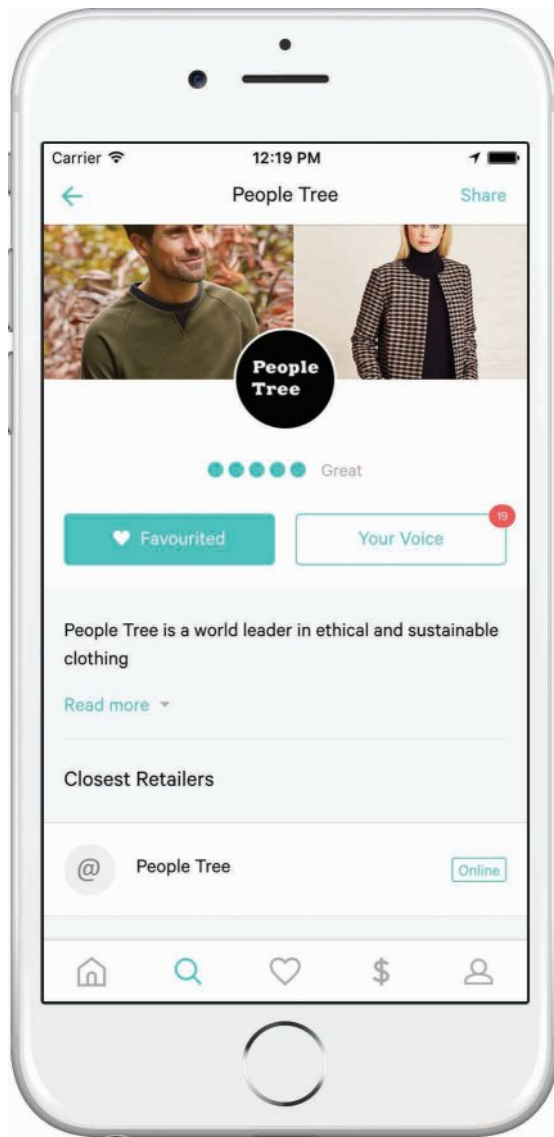 Carrier 12:19 PM
People Tree Share
People
Tree
Great
Favourited Your Voice 19
People Tree is a world leader in ethical and sustainable
clothing
Read more
Closest Retailers
@ People Tree Online
$